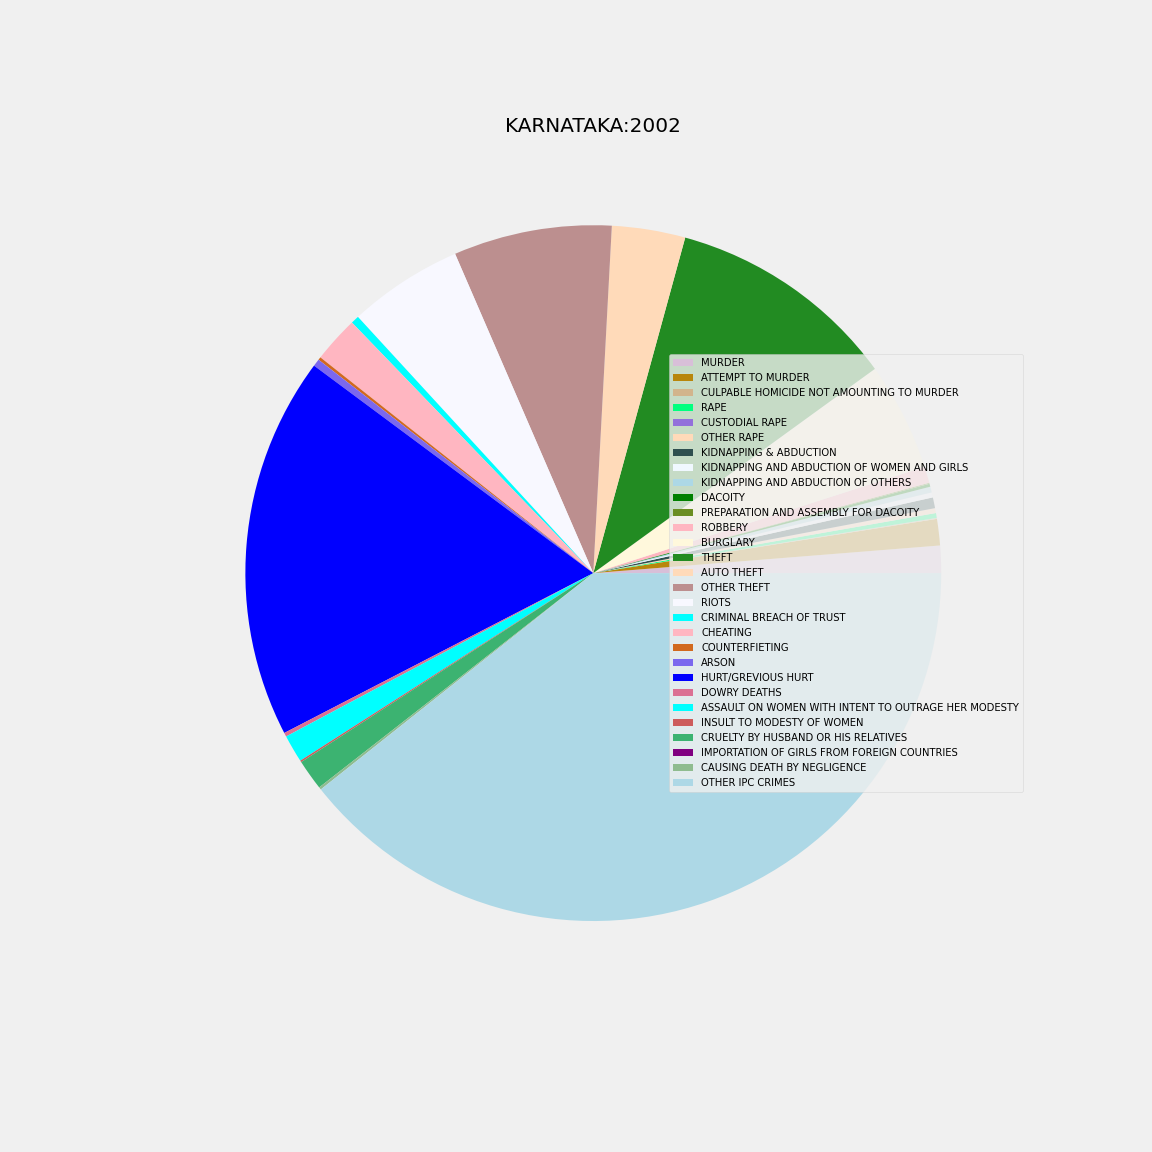 KARNATAKA:2002
MURDER
ATTEMPT TO MURDER
CULPABLE HOMICIDE NOT AMOUNTING TO MURDER
RAPE
CUSTODIAL RAPE
OTHER RAPE
KIDNAPPING & ABDUCTION
KIDNAPPING AND ABDUCTION OF WOMEN AND GIRLS
KIDNAPPING AND ABDUCTION OF OTHERS
DACOITY
PREPARATION AND ASSEMBLY FOR DACOITY
ROBBERY
BURGLARY
THEFT
AUTO THEFT
OTHER THEFT
RIOTS
CRIMINAL BREACH OF TRUST
CHEATING
COUNTERFIETING
ARSON
HURT/GREVIOUS HURT
DOWRY DEATHS
ASSAULT ON WOMEN WITH INTENT TO OUTRAGE HER MODESTY
INSULT TO MODESTY OF WOMEN
CRUELTY BY HUSBAND OR HIS RELATIVES
IMPORTATION OF GIRLS FROM FOREIGN COUNTRIES
CAUSING DEATH BY NEGLIGENCE
OTHER IPC CRIMES